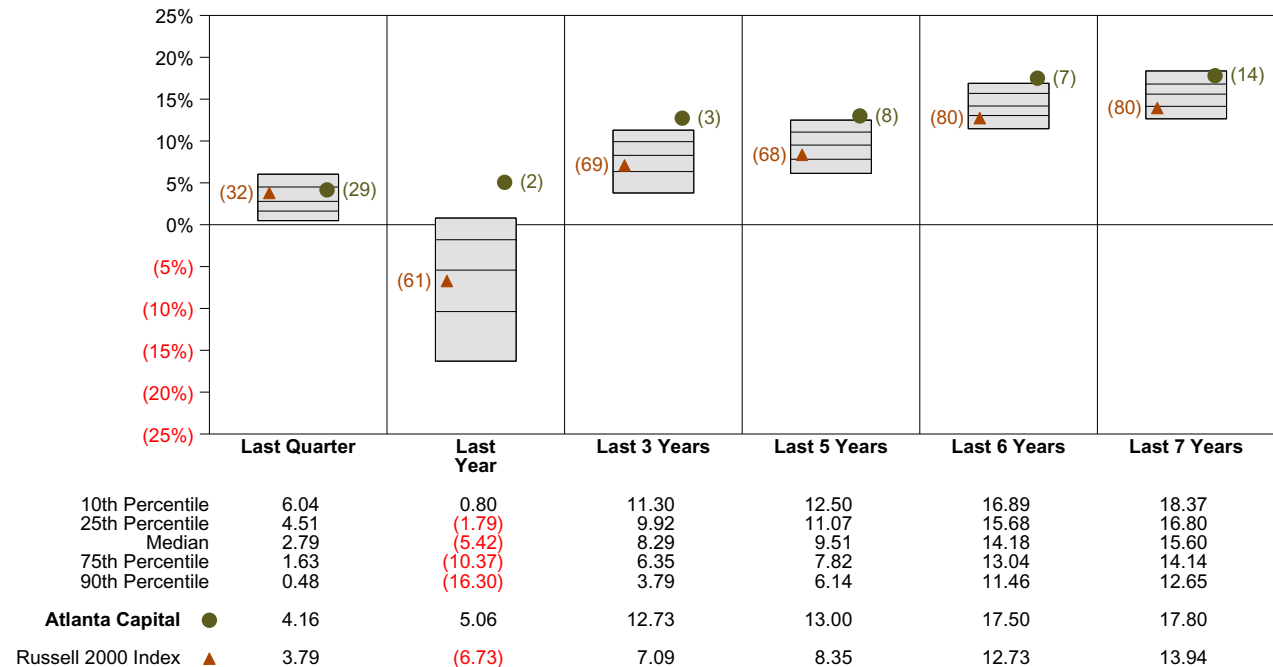 25%
20%
15%
10%
5%
0%
(5%)
(10%)
(15%)
(20%)
(25%)
(32) (29)
(61) (2)
(69) (3)
(68) (8)
(80) (7)
(80) (14)
Last Quarter Last Year Last 3 Years Last 5 Years Last 6 Years Last 7 Years
10th Percentile 6.04 0.80 11.30 12.50 16.89 18.37
25th Percentile 4.51 (1.79) 9.92 11.07 15.68 16.80
Median 2.79 (5.42) 8.29 9.51 14.18 15.60
75th Percentile 1.63 (10.37) 6.35 7.82 13.04 14.14
90th Percentile 0.48 (16.30) 3.79 6.14 11.46 12.65
Atlanta Capital 4.16 5.06 12.73 13.00 17.50 17.80
Russell 2000 Index 3.79 (6.73) 7.09 8.35 12.73 13.94